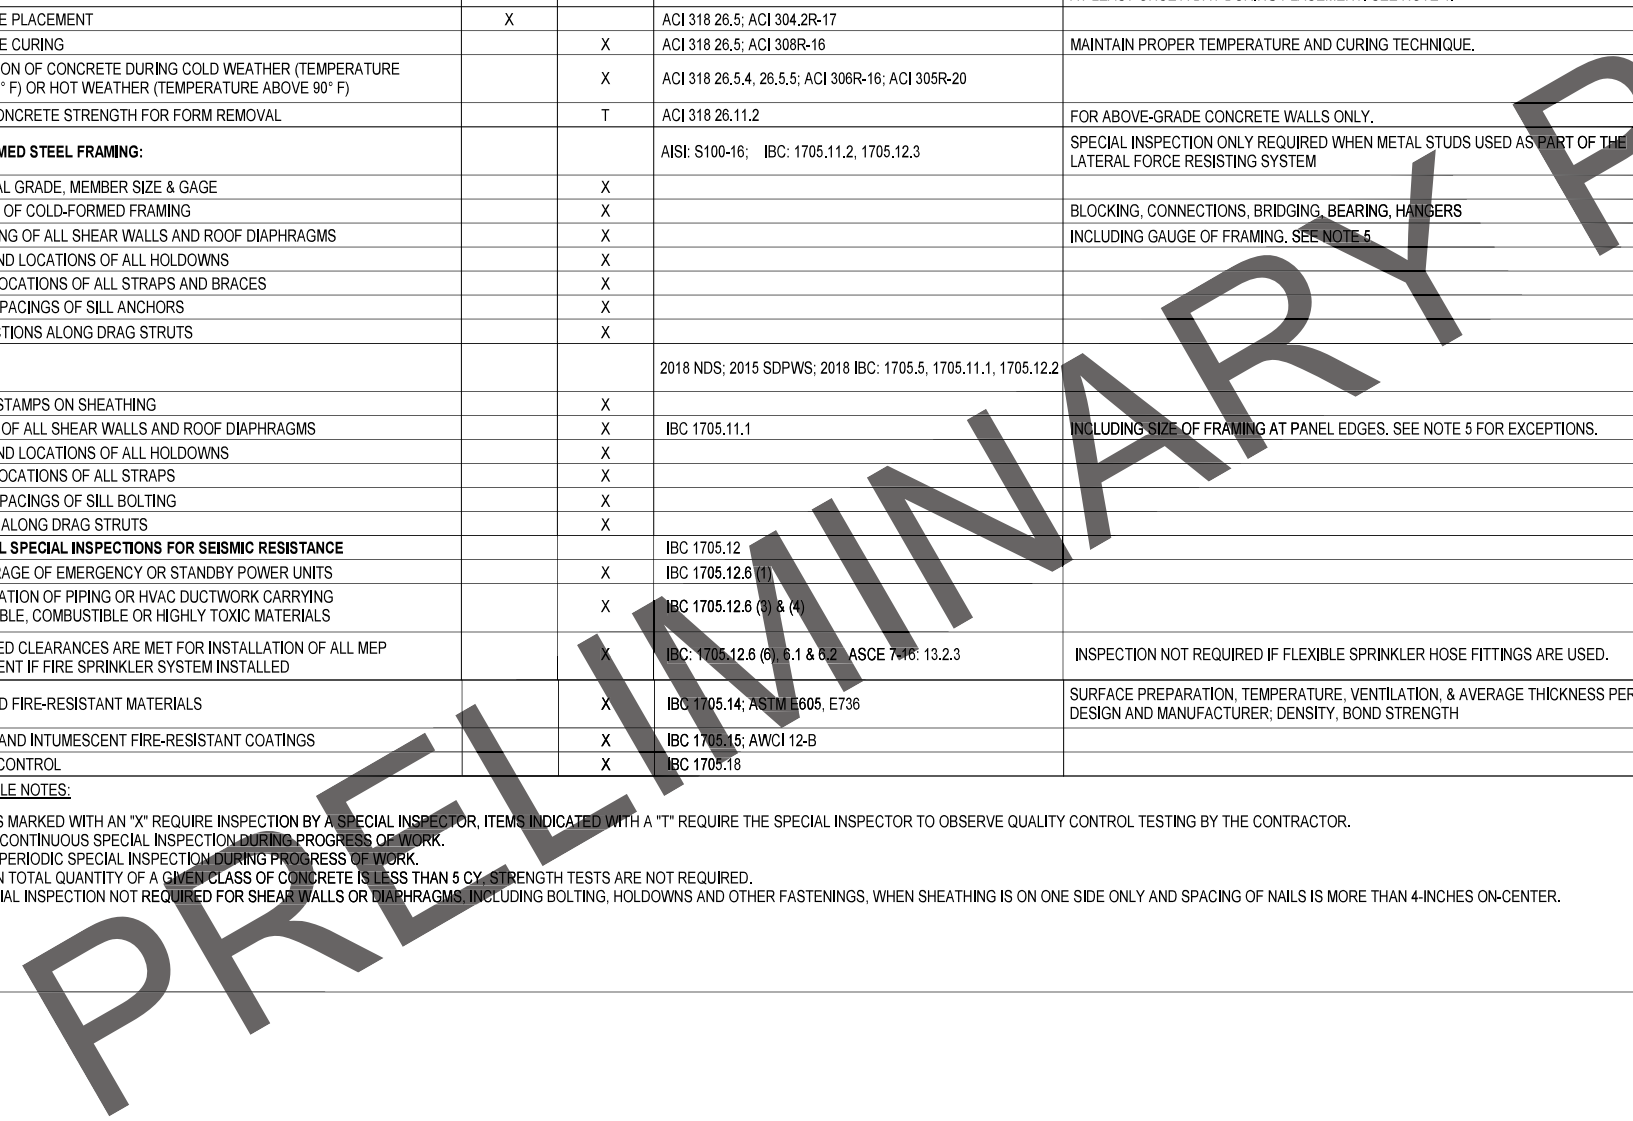 E PLACEMENT X ACI 318 26.5; ACI 304.2R-17
E CURING X ACI 318 26.5; ACI 308R-16 MAINTAIN PROPER TEMPERATURE AND CURING TECHNIQUE.
ON OF CONCRETE DURING COLD WEATHER (TEMPERATURE
° F) OR HOT WEATHER (TEMPERATURE ABOVE 90° F) X ACI 318 26.5.4, 26.5.5; ACI 306R-16; ACI 305R-20
ONCRETE STRENGTH FOR FORM REMOVAL T ACI 318 26.11.2 FOR ABOVE-GRADE CONCRETE WALLS ONLY.
MED STEEL FRAMING: AISI: S100-16; IBC: 1705.11.2, 1705.12.3 SPECIAL INSPECTION ONLY REQUIRED WHEN METAL STUDS USED AS PART OF THE
LATERAL FORCE RESISTING SYSTEM
AL GRADE, MEMBER SIZE & GAGE X
OF COLD-FORMED FRAMING X BLOCKING, CONNECTIONS, BRIDGING, BEARING, HANGERS
NG OF ALL SHEAR WALLS AND ROOF DIAPHRAGMS X INCLUDING GAUGE OF FRAMING. SEE NOTE 5
ND LOCATIONS OF ALL HOLDOWNS X
OCATIONS OF ALL STRAPS AND BRACES X
PACINGS OF SILL ANCHORS X
CTIONS ALONG DRAG STRUTS X
2018 NDS; 2015 SDPWS; 2018 IBC: 1705.5, 1705.11.1, 1705.12.2
STAMPS ON SHEATHING X
OF ALL SHEAR WALLS AND ROOF DIAPHRAGMS X IBC 1705.11.1 INCLUDING SIZE OF FRAMING AT PANEL EDGES. SEE NOTE 5 FOR EXCEPTIONS.
ND LOCATIONS OF ALL HOLDOWNS X
OCATIONS OF ALL STRAPS X
PACINGS OF SILL BOLTING X
ALONG DRAG STRUTS X
L SPECIAL INSPECTIONS FOR SEISMIC RESISTANCE IBC 1705.12
RAGE OF EMERGENCY OR STANDBY POWER UNITS X IBC 1705.12.6 (1)
ATION OF PIPING OR HVAC DUCTWORK CARRYING
BLE, COMBUSTIBLE OR HIGHLY TOXIC MATERIALS X IBC 1705.12.6 (3) & (4)
ED CLEARANCES ARE MET FOR INSTALLATION OF ALL MEP
ENT IF FIRE SPRINKLER SYSTEM INSTALLED X IBC: 1705.12.6 (6), 6.1 & 6.2 ASCE 7-16: 13.2.3 INSPECTION NOT REQUIRED IF FLEXIBLE SPRINKLER HOSE FITTINGS ARE USED.
D FIRE-RESISTANT MATERIALS X IBC 1705.14; ASTM E605, E736 SURFACE PREPARATION, TEMPERATURE, VENTILATION, & AVERAGE THICKNESS PER
DESIGN AND MANUFACTURER; DENSITY, BOND STRENGTH
AND INTUMESCENT FIRE-RESISTANT COATINGS X IBC 1705.15; AWCI 12-B
CONTROL X IBC 1705.18
LE NOTES:
S MARKED WITH AN "X" REQUIRE INSPECTION BY A SPECIAL INSPECTOR, ITEMS INDICATED WITH A "T" REQUIRE THE SPECIAL INSPECTOR TO OBSERVE QUALITY CONTROL TESTING BY THE CONTRACTOR.
CONTINUOUS SPECIAL INSPECTION DURING PROGRESS OF WORK.
PERIODIC SPECIAL INSPECTION DURING PROGRESS OF WORK.
N TOTAL QUANTITY OF A GIVEN CLASS OF CONCRETE IS LESS THAN 5 CY, STRENGTH TESTS ARE NOT REQUIRED.
IAL INSPECTION NOT REQUIRED FOR SHEAR WALLS OR DIAPHRAGMS, INCLUDING BOLTING, HOLDOWNS AND OTHER FASTENINGS, WHEN SHEATHING IS ON ONE SIDE ONLY AND SPACING OF NAILS IS MORE THAN 4-INCHES ON-CENTER.
PRELIMINARY P